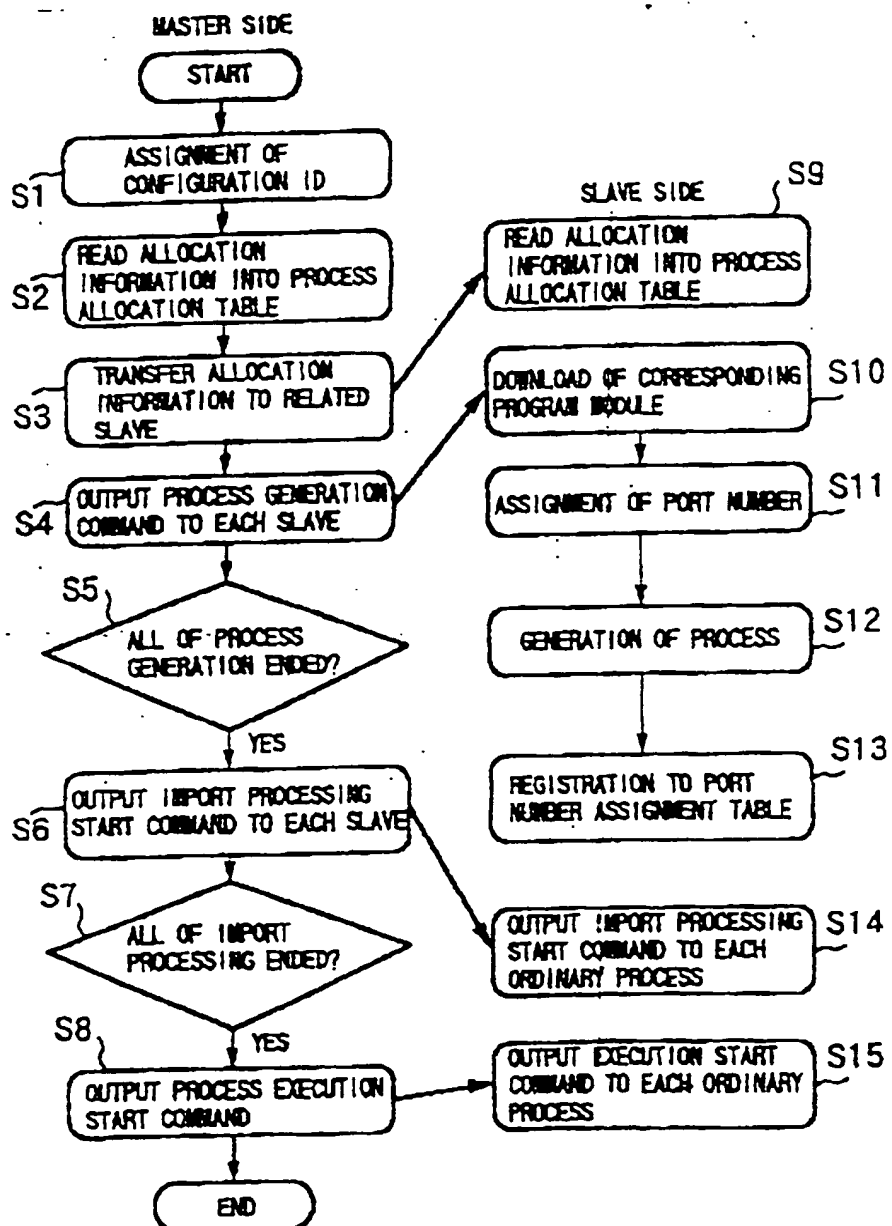 MASTER SIDE
START
S1
ASSIGNMENT OF
CONFIGURATION ID
S2
READ ALLOCATION
INFORMATION INTO PROCESS
ALLOCATION TABLE
S3
TRANSFER ALLOCATION
INFORMATION TO RELATED
SLAVE
S4
OUTPUT PROCESS GENERATION
COMMAND TO EACH SLAVE
S5
ALL OF PROCESS
GENERATION ENDED?
YES
S6
OUTPUT IMPORT PROCESSING
START COMMAND TO EACH SLAVE
S7
ALL OF IMPORT
PROCESSING ENDED?
YES
S8
OUTPUT PROCESS EXECUTION
START COMMAND
END
SLAVE SIDE
S9
READ ALLOCATION
INFORMATION INTO PROCESS
ALLOCATION TABLE
S10
DOWNLOAD OF CORRESPONDING
PROGRAM MODULE
S11
ASSIGNMENT OF PORT NUMBER
S12
GENERATION OF PROCESS
S13
REGISTRATION TO PORT
NUMBER ASSIGNMENT TABLE
S14
OUTPUT IMPORT PROCESSING
START COMMAND TO EACH
ORDINARY PROCESS
S15
OUTPUT EXECUTION START
COMMAND TO EACH ORDINARY
PROCESS